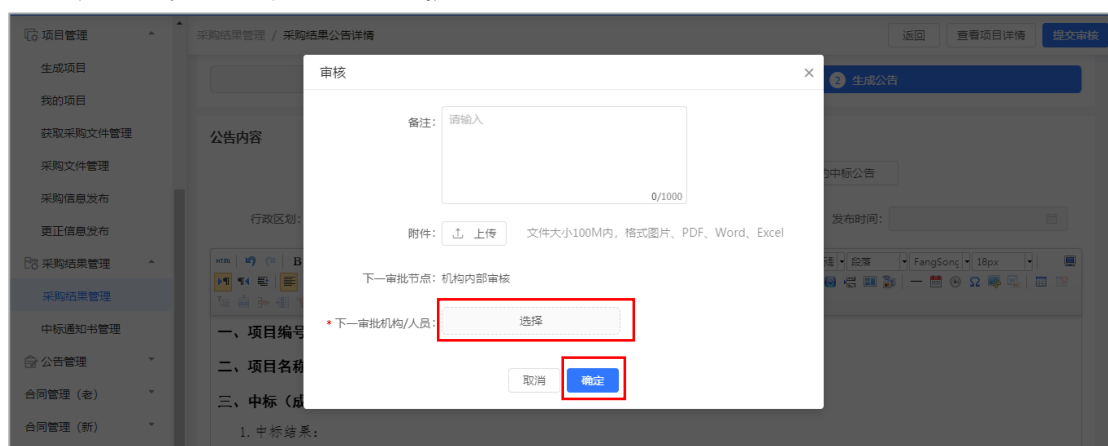 项目管理
采购结果管理 / 采购结果公告详情
返回
查看项目详情
提交审核
生成项目
我的项目
获取采购文件管理
采购文件管理
采购信息发布
更正信息发布
采购结果管理
采购结果管理
中标通知书管理
公告管理
合同管理（老）
合同管理（新）
2 生成公告
公告内容
中标公告
行政区划:
发布时间:
HTML
段落
FangSong
18px
一、项目编号
二、项目名称
三、中标（成
1. 中标结果：
审核
备注:
请输入
0/1000
附件:
上传
文件大小100M内，格式图片、PDF、Word、Excel
下一审批节点: 机构内部审核
* 下一审批机构/人员:
选择
取消
确定